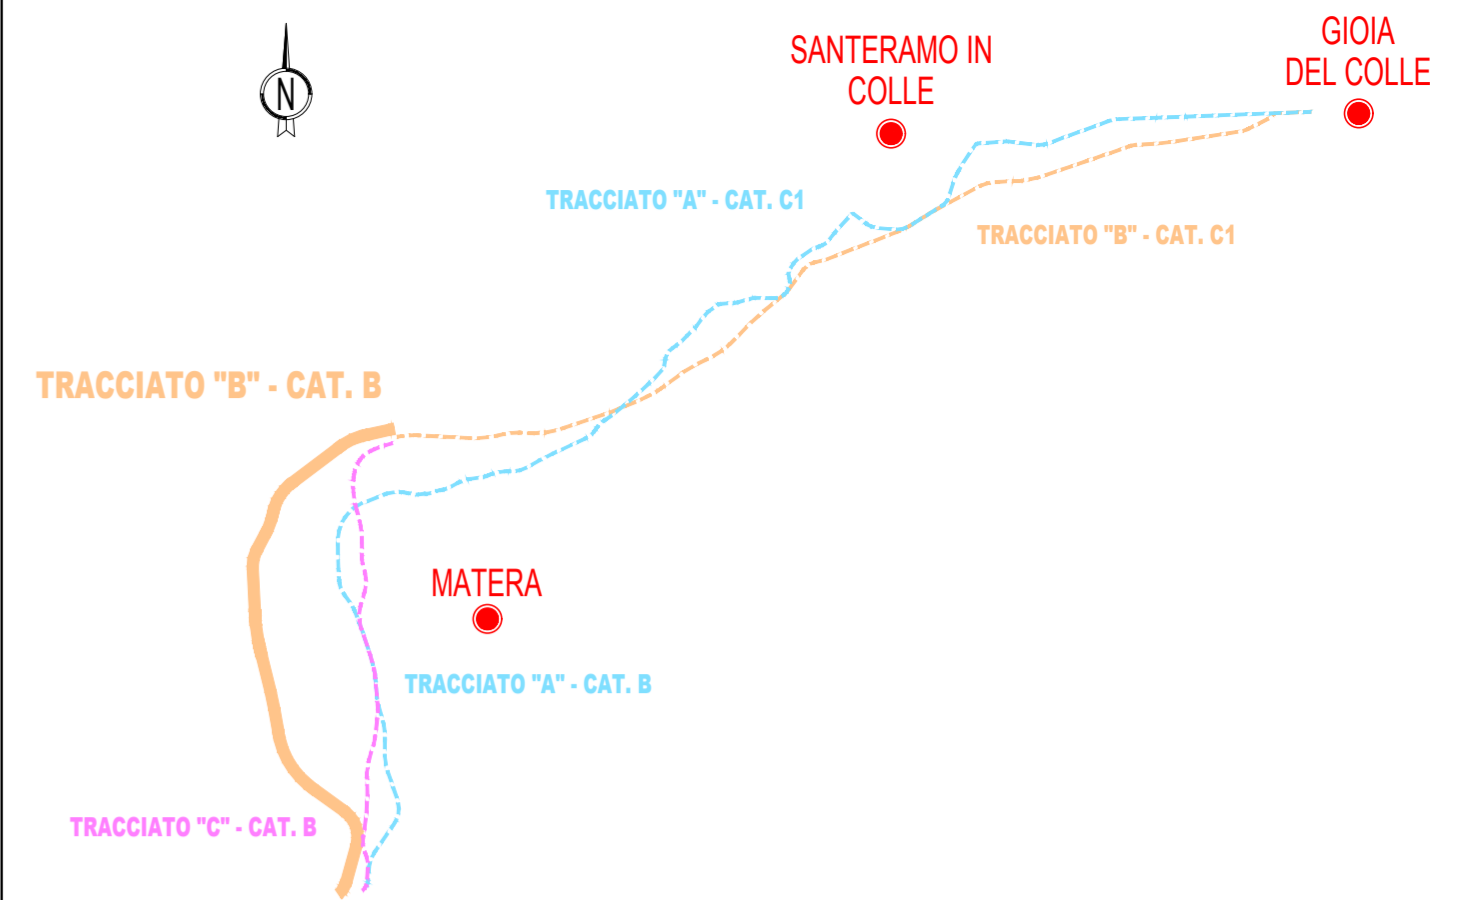 GIOIA
DEL COLLE
SANTERAMO IN
COLLE
N
TRACCIATO "A" - CAT. C1
TRACCIATO "B" - CAT. C1
TRACCIATO "B" - CAT. B
MATERA
TRACCIATO "A" - CAT. B
TRACCIATO "C" - CAT. B